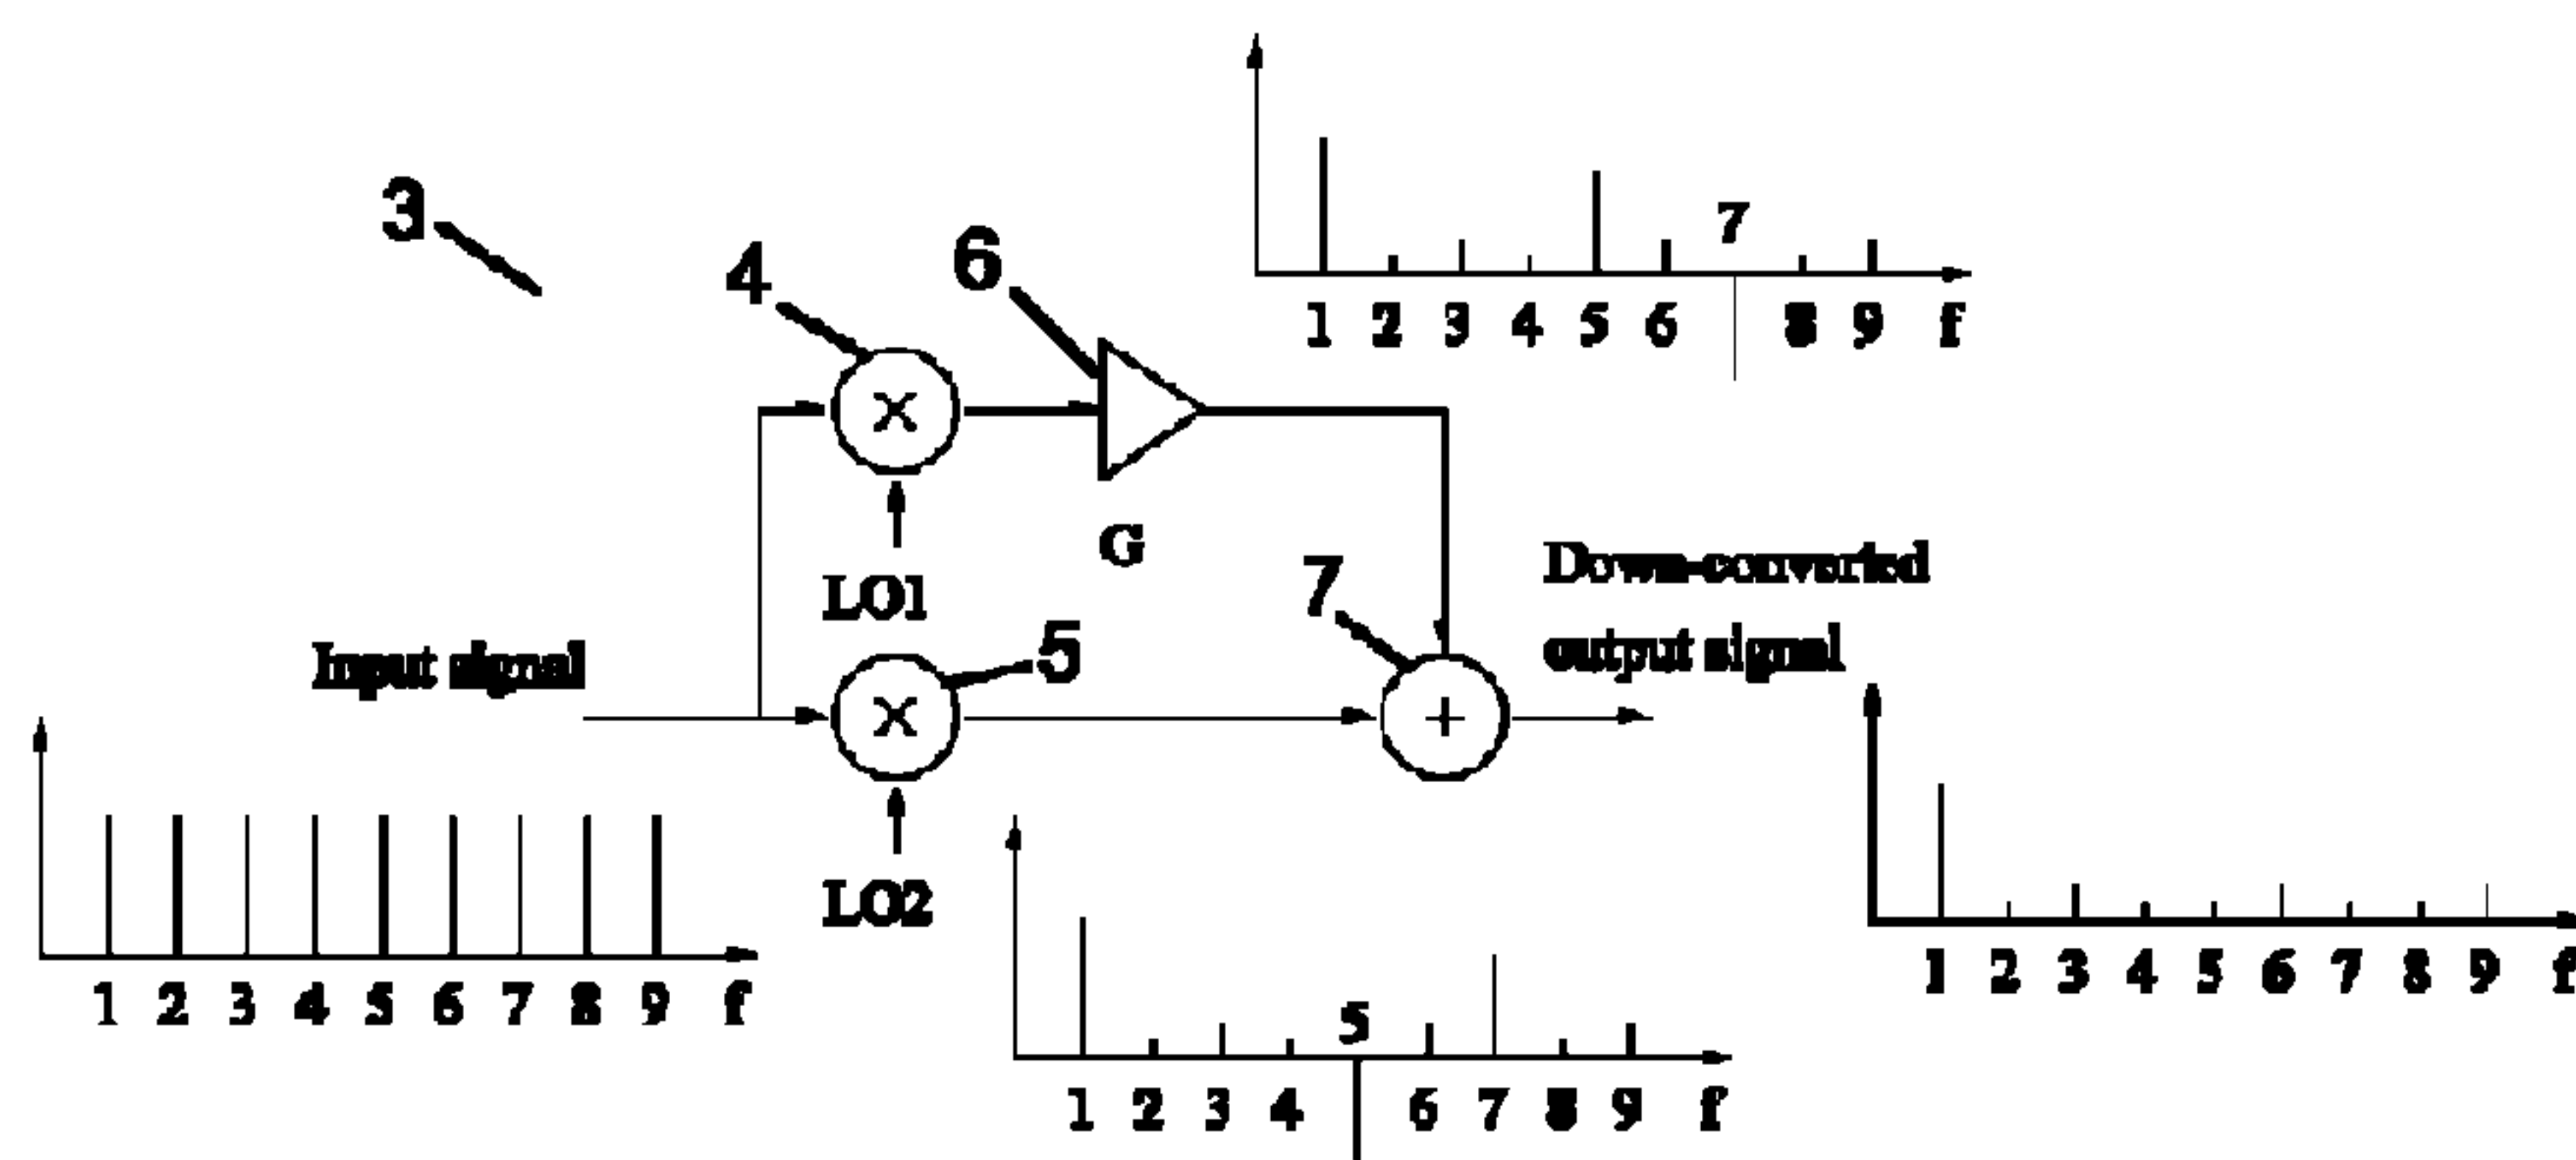 3
4
6
7
1 2 3 4 5 6 8 9 f
G
LO1
7
Down-converted
output signal
Input signal
5
LO2
1 2 3 4 5 6 7 8 9 f
1 2 3 4 5 6 7 8 9 f
5
1 2 3 4 6 7 8 9 f